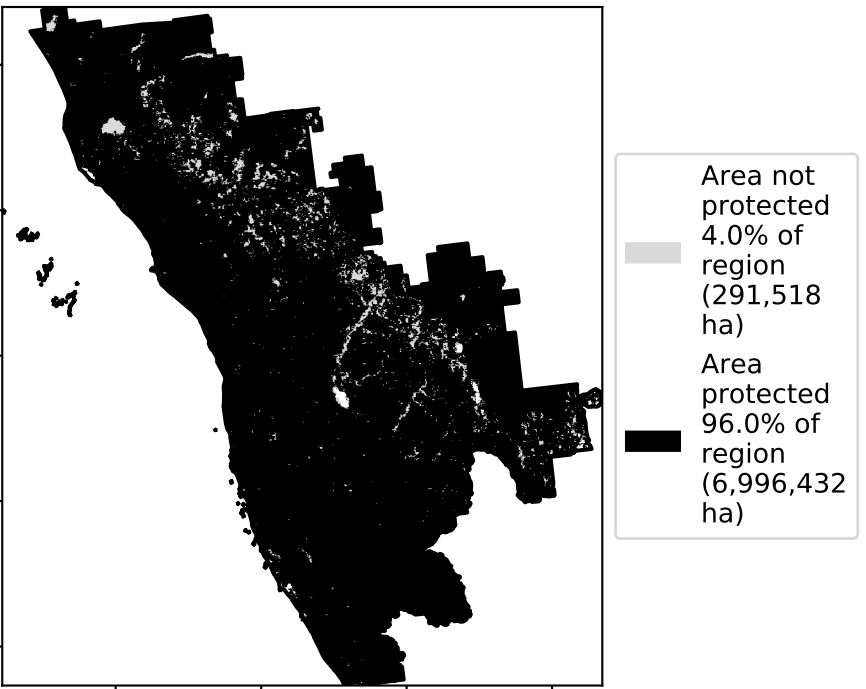 Area not
protected
4.0% of
region
(291,518
ha)
Area
protected
96.0% of
region
(6,996,432
ha)